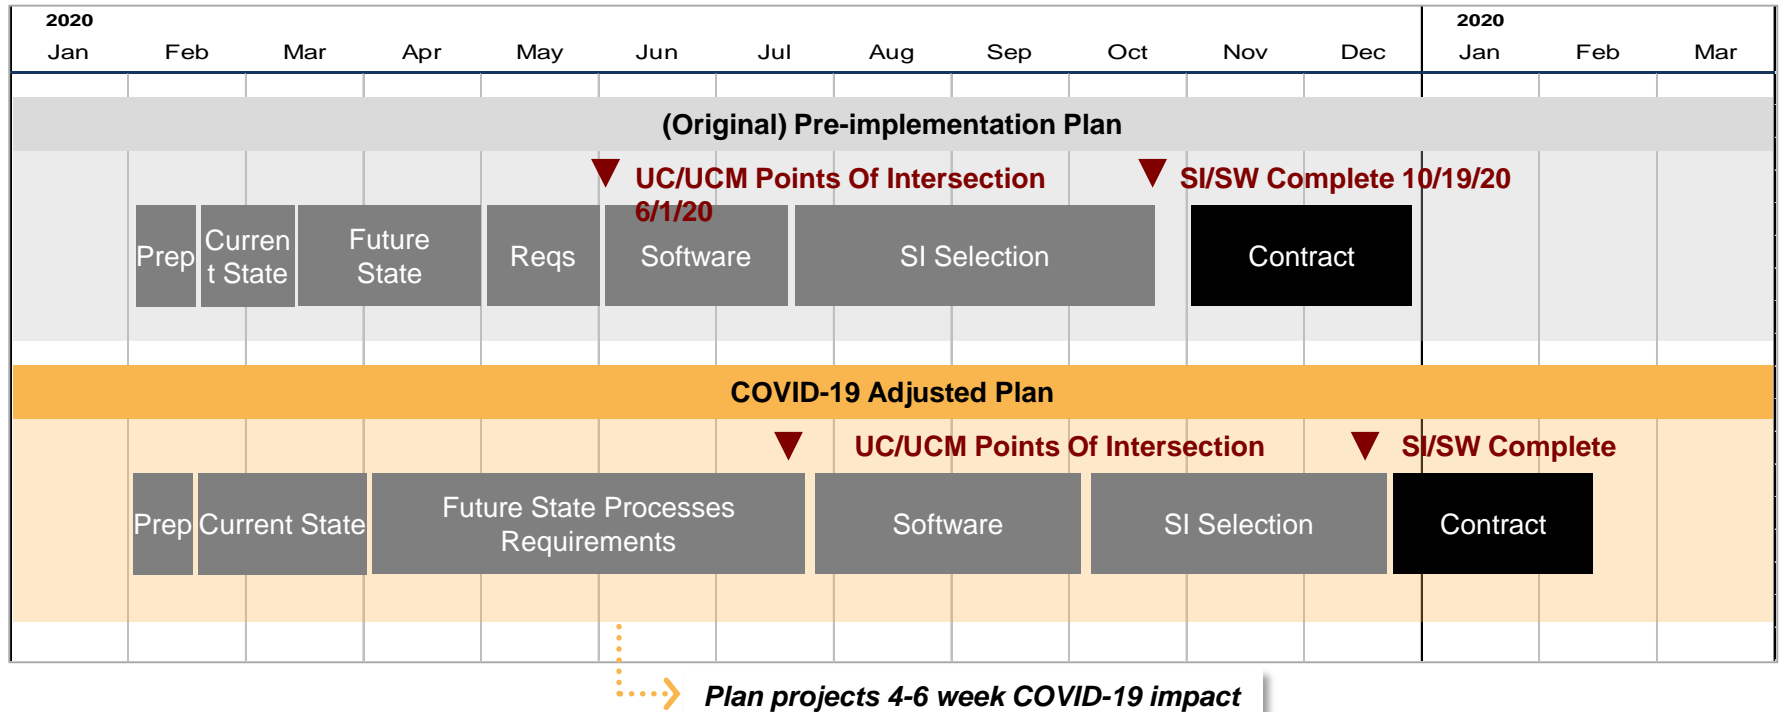 2020 2020
Jan Feb Mar Apr May Jun Jul Aug Sep Oct Nov Dec Jan Feb Mar
(Original) Pre-implementation Plan
UC/UCM Points Of Intersection
6/1/20
SI/SW Complete 10/19/20
Prep
Curren
t State
Future
State
Reqs
Software
SI Selection
Contract
COVID-19 Adjusted Plan
UC/UCM Points Of Intersection
SI/SW Complete
Prep
Current State
Future State Processes
Requirements
Software
SI Selection
Contract
Plan projects 4-6 week COVID-19 impact